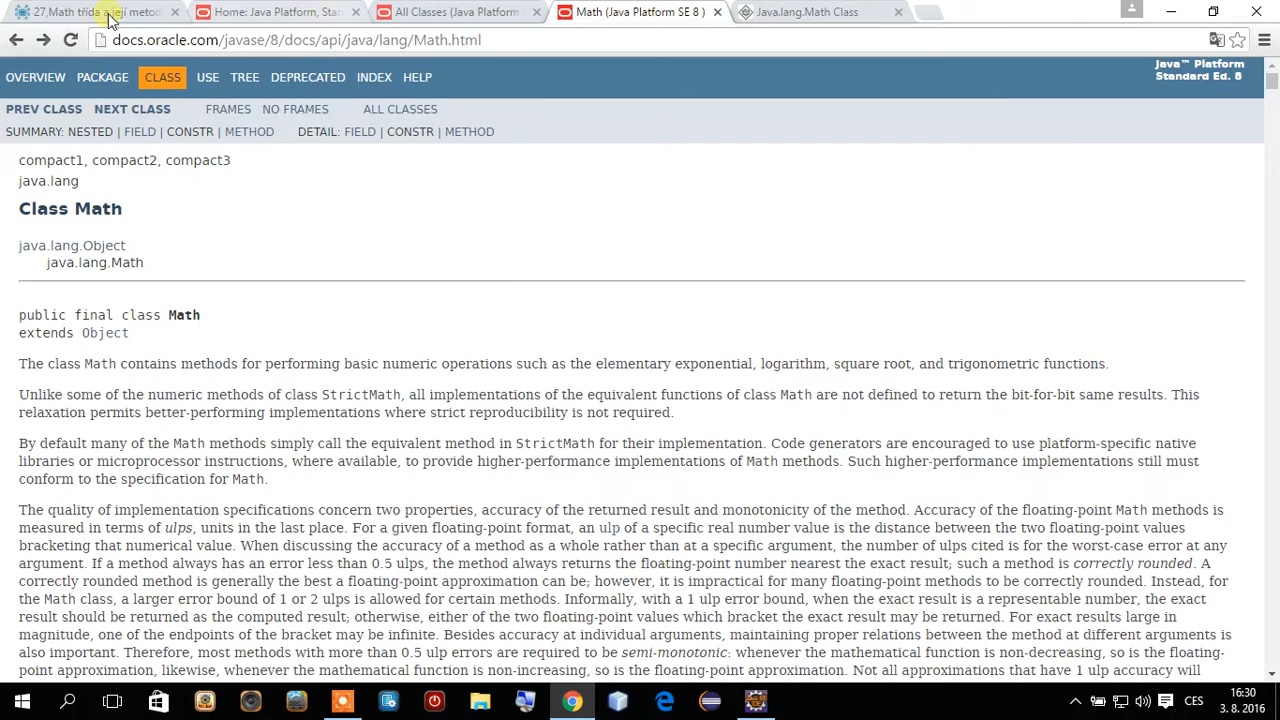 27,Math třída a její metod
Home: Java Platform, Stan
All Classes (Java Platform
Math (Java Platform SE 8 )
Java.lang.Math Class
docs.oracle.com/javase/8/docs/api/java/lang/Math.html
OVERVIEW PACKAGE CLASS USE TREE DEPRECATED INDEX HELP
Java™ Platform
Standard Ed. 8
PREV CLASS NEXT CLASS FRAMES NO FRAMES ALL CLASSES
SUMMARY: NESTED | FIELD | CONSTR | METHOD DETAIL: FIELD | CONSTR | METHOD
compact1, compact2, compact3
java.lang
Class Math
java.lang.Object
java.lang.Math
public final class Math
extends Object
The class Math contains methods for performing basic numeric operations such as the elementary exponential, logarithm, square root, and trigonometric functions.
Unlike some of the numeric methods of class StrictMath, all implementations of the equivalent functions of class Math are not defined to return the bit-for-bit same results. This
relaxation permits better-performing implementations where strict reproducibility is not required.
By default many of the Math methods simply call the equivalent method in StrictMath for their implementation. Code generators are encouraged to use platform-specific native
libraries or microprocessor instructions, where available, to provide higher-performance implementations of Math methods. Such higher-performance implementations still must
conform to the specification for Math.
The quality of implementation specifications concern two properties, accuracy of the returned result and monotonicity of the method. Accuracy of the floating-point Math methods is
measured in terms of ulps, units in the last place. For a given floating-point format, an ulp of a specific real number value is the distance between the two floating-point values
bracketing that numerical value. When discussing the accuracy of a method as a whole rather than at a specific argument, the number of ulps cited is for the worst-case error at any
argument. If a method always has an error less than 0.5 ulps, the method always returns the floating-point number nearest the exact result; such a method is correctly rounded. A
correctly rounded method is generally the best a floating-point approximation can be; however, it is impractical for many floating-point methods to be correctly rounded. Instead, for
the Math class, a larger error bound of 1 or 2 ulps is allowed for certain methods. Informally, with a 1 ulp error bound, when the exact result is a representable number, the exact
result should be returned as the computed result; otherwise, either of the two floating-point values which bracket the exact result may be returned. For exact results large in
magnitude, one of the endpoints of the bracket may be infinite. Besides accuracy at individual arguments, maintaining proper relations between the method at different arguments is
also important. Therefore, most methods with more than 0.5 ulp errors are required to be semi-monotonic: whenever the mathematical function is non-decreasing, so is the floating-
point approximation, likewise, whenever the mathematical function is non-increasing, so is the floating-point approximation. Not all approximations that have 1 ulp accuracy will
CES
16:30
3. 8. 2016